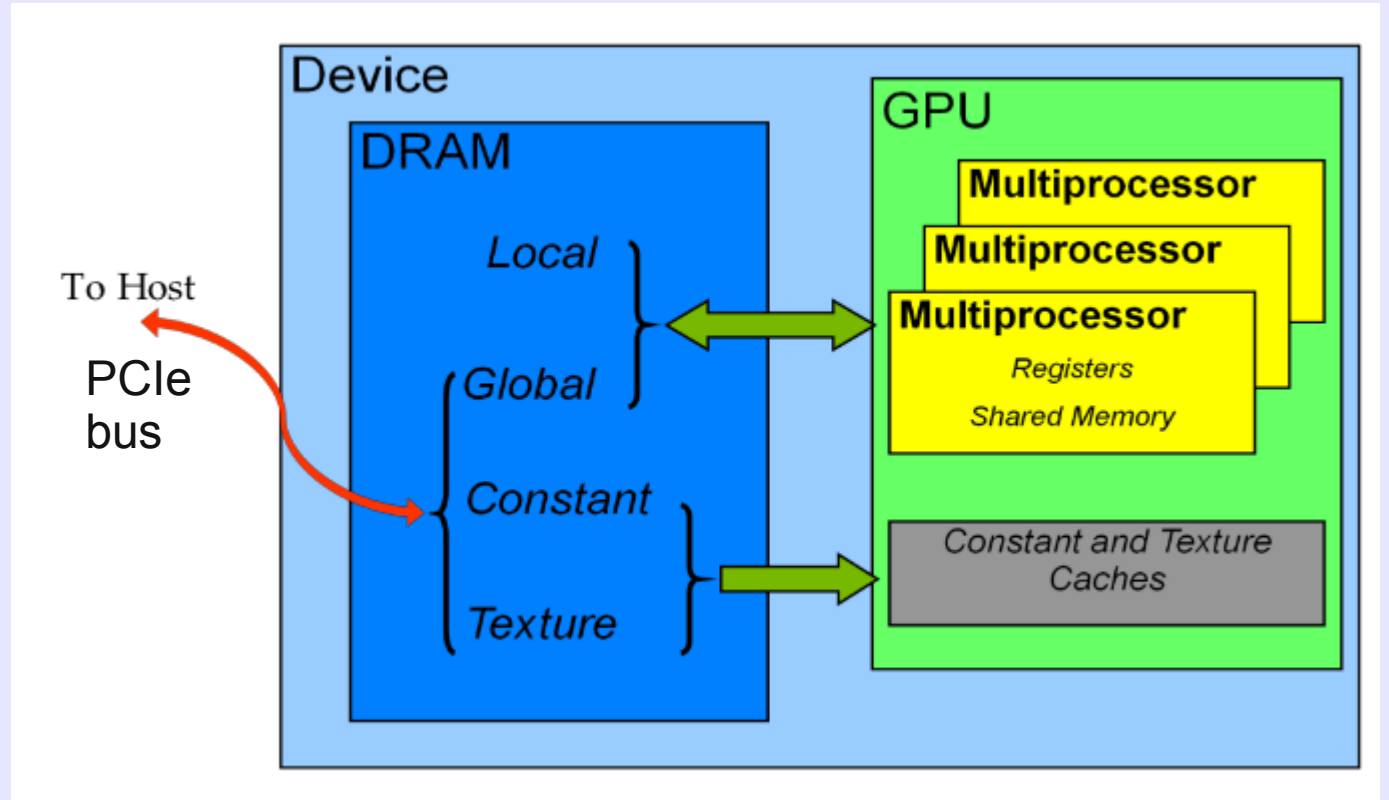 Device
DRAM
Local
Global
Constant
Texture
To Host
PCIe
bus
GPU
Multiprocessor
Multiprocessor
Multiprocessor
Registers
Shared Memory
Constant and Texture
Caches